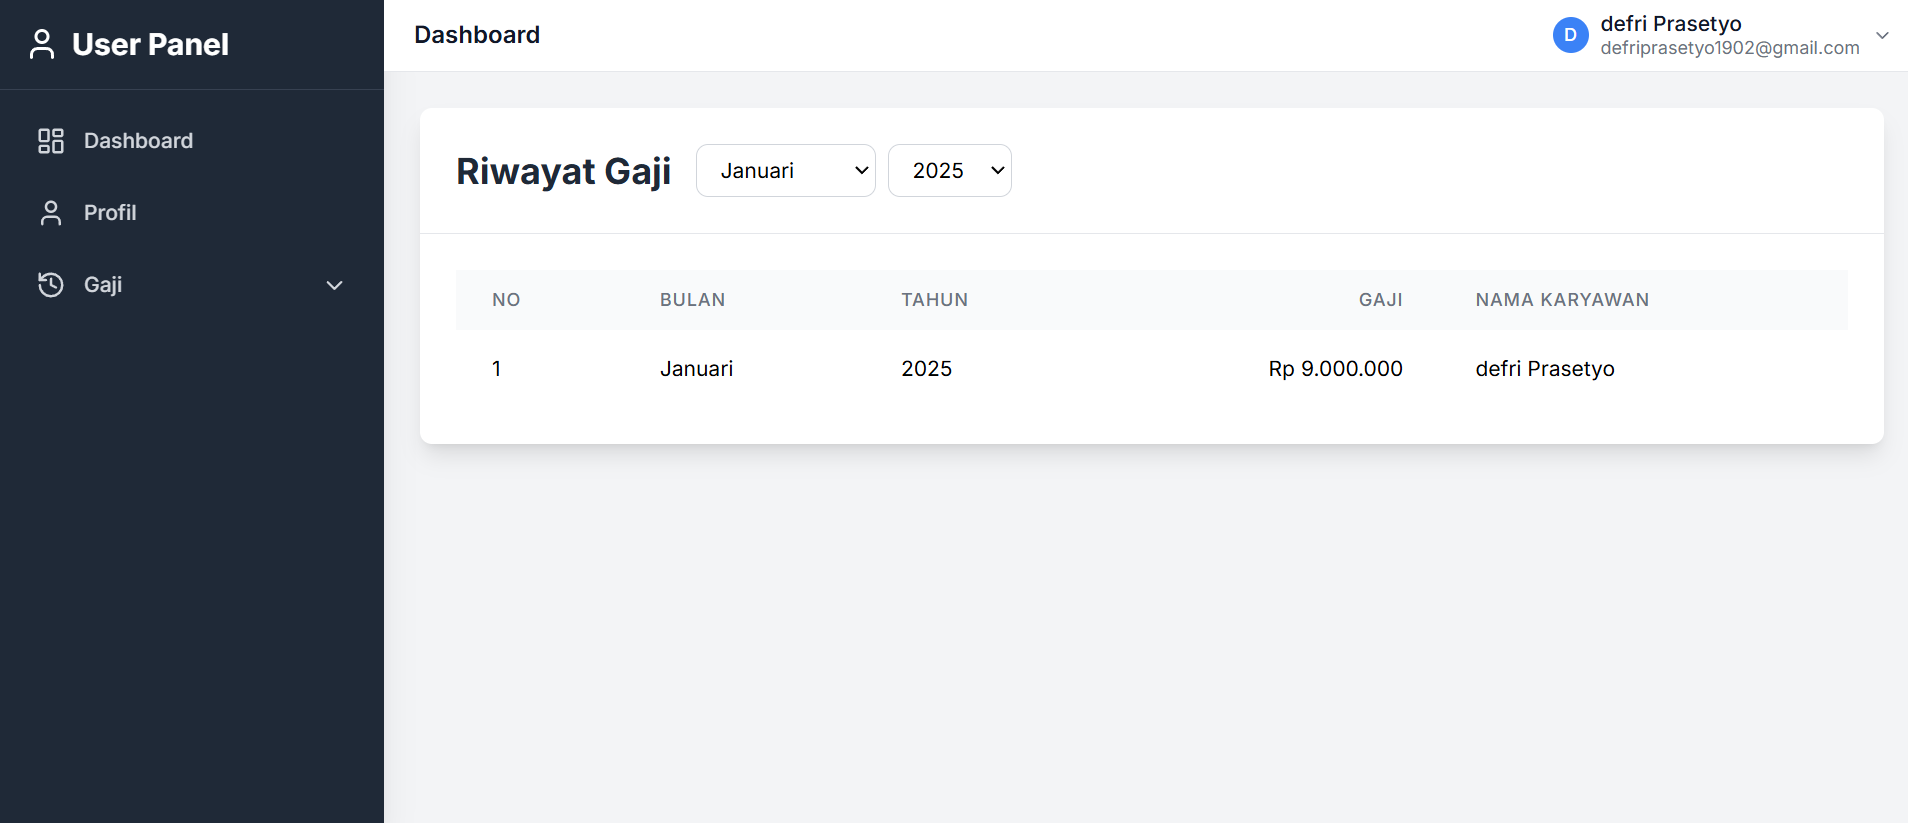 User Panel
Dashboard
Profil
Gaji
Dashboard
D
defri Prasetyo
defriprasetyo1902@gmail.com
Riwayat Gaji Januari 2025
NO BULAN TAHUN GAJI NAMA KARYAWAN
1 Januari 2025 Rp 9.000.000 defri Prasetyo